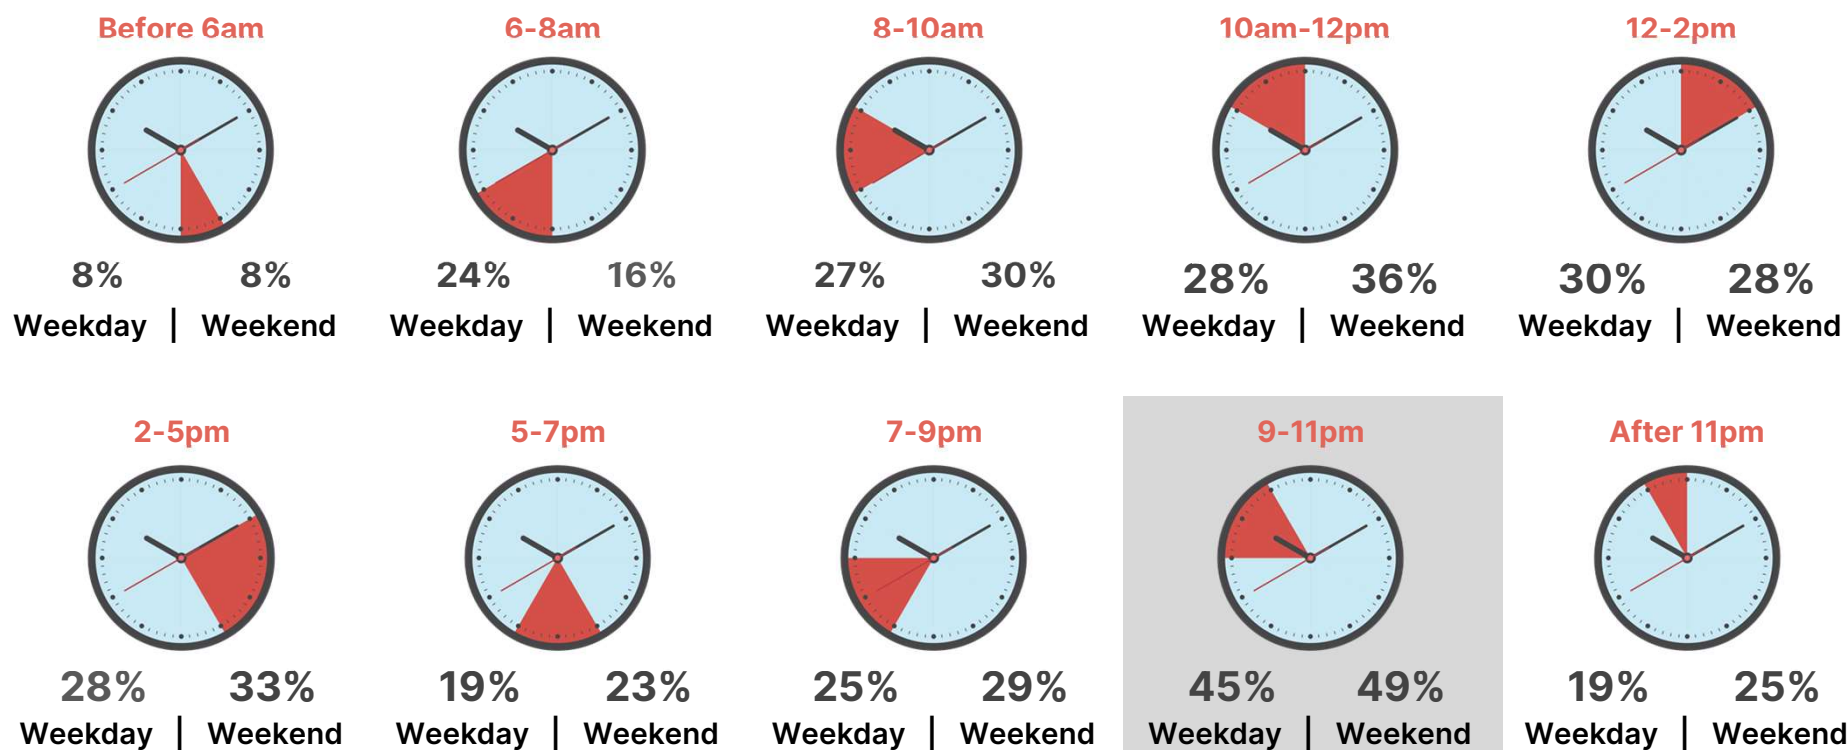 Before 6am
6-8am
8-10am
10am-12pm
12-2pm
8% 8%
24% 16%
27% 30%
28% 36%
30% 28%
Weekday | Weekend
Weekday | Weekend
Weekday | Weekend
Weekday | Weekend
Weekday | Weekend
2-5pm
5-7pm
7-9pm
9-11pm
After 11pm
28% 33%
19% 23%
25% 29%
45% 49%
19% 25%
Weekday | Weekend
Weekday | Weekend
Weekday | Weekend
Weekday | Weekend
Weekday | Weekend